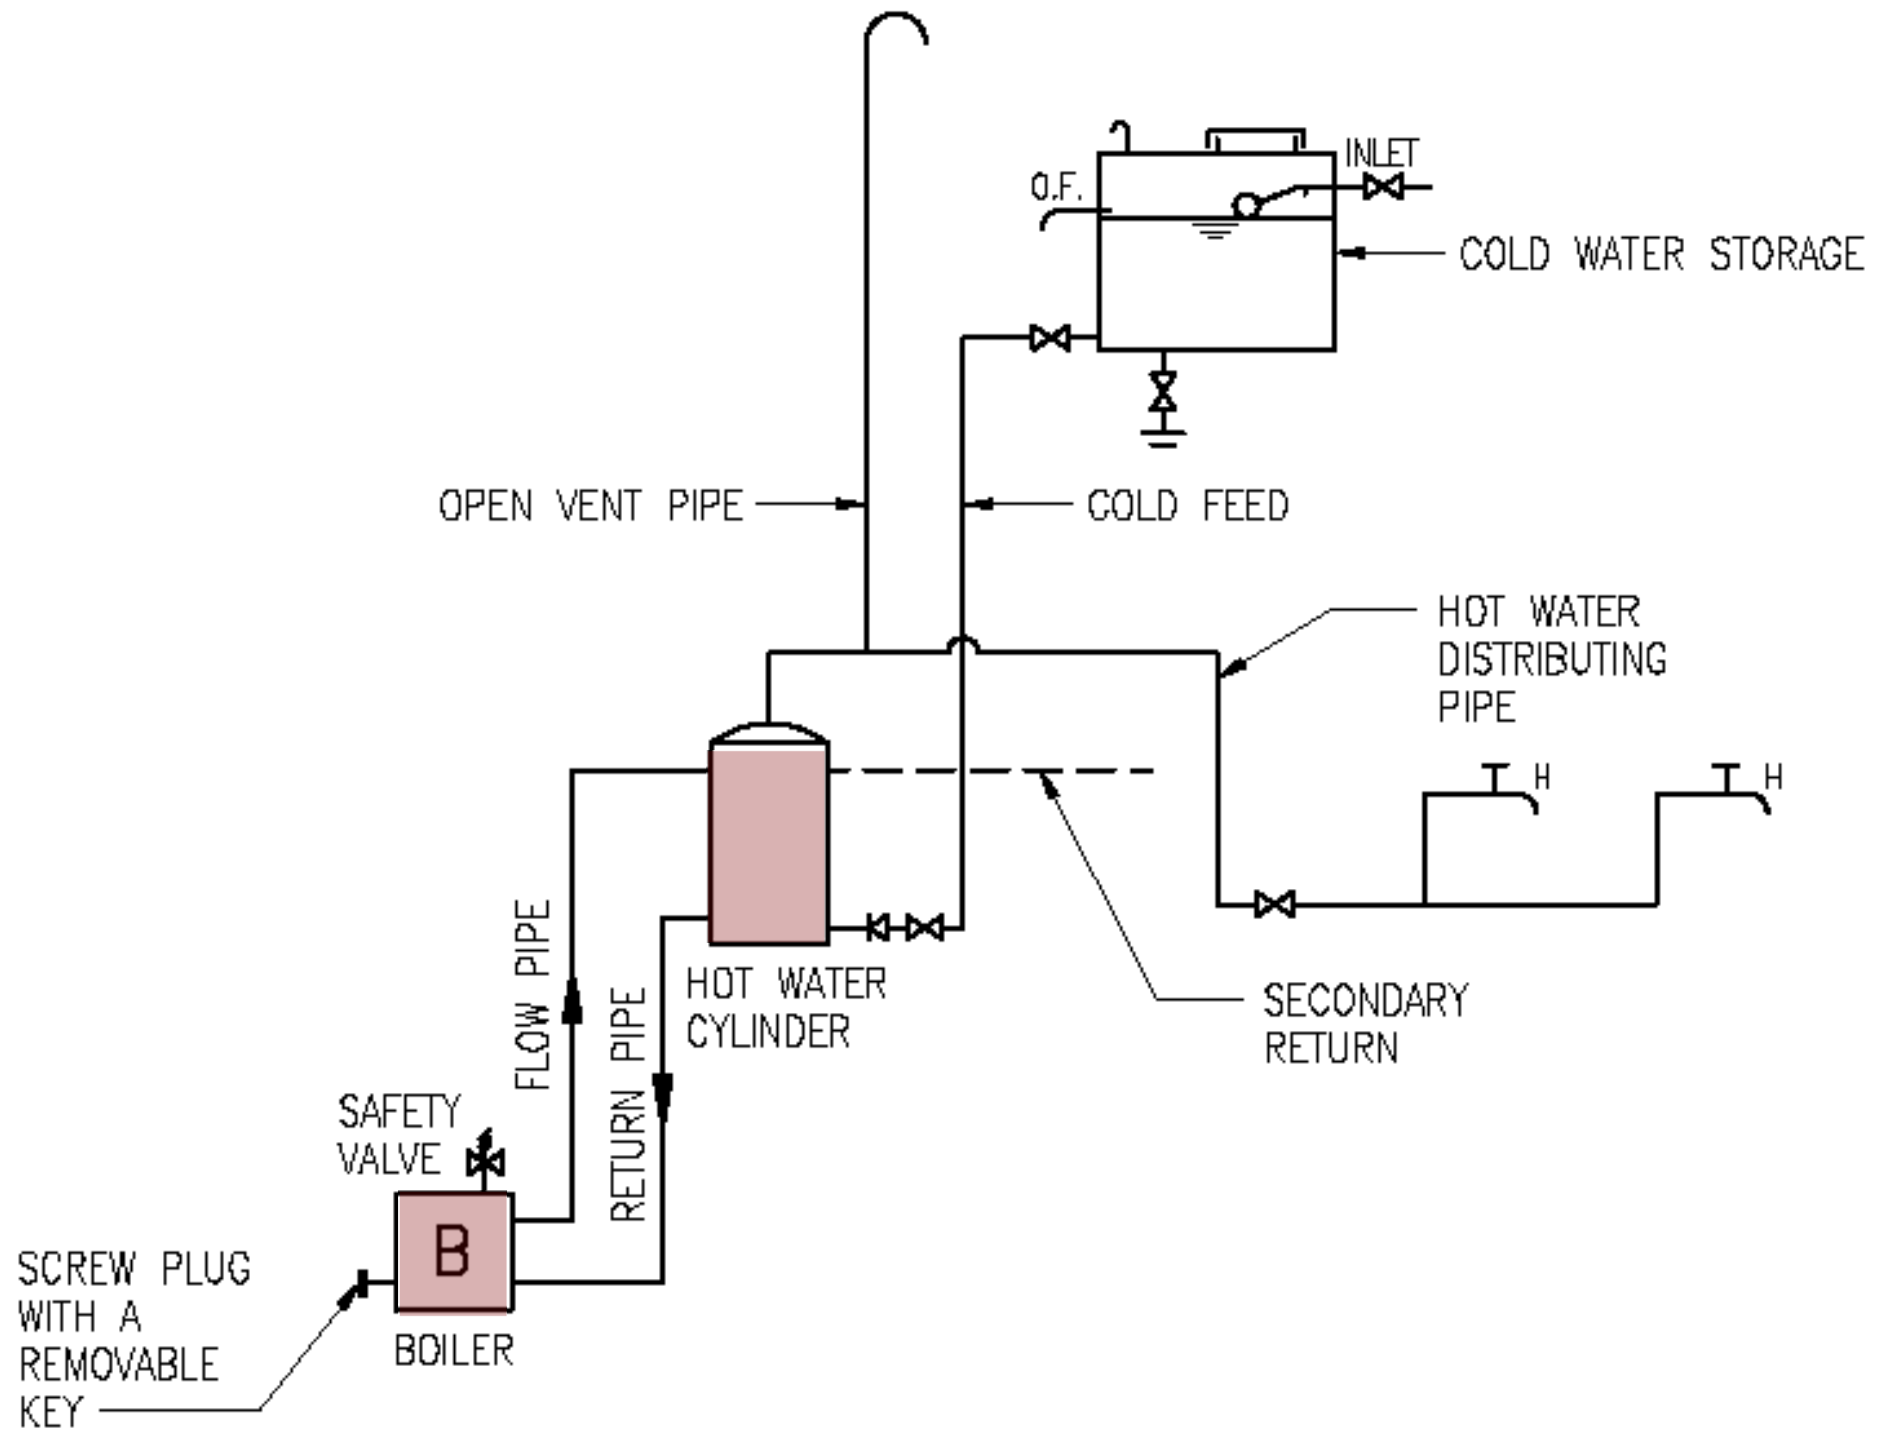 INLET
O.F.
COLD WATER STORAGE
OPEN VENT PIPE
COLD FEED
HOT WATER
DISTRIBUTING
PIPE
H
H
FLOW PIPE
RETURN PIPE
HOT WATER
CYLINDER
SECONDARY
RETURN
SAFETY
VALVE
B
SCREW PLUG
WITH A
REMOVABLE
KEY
BOILER